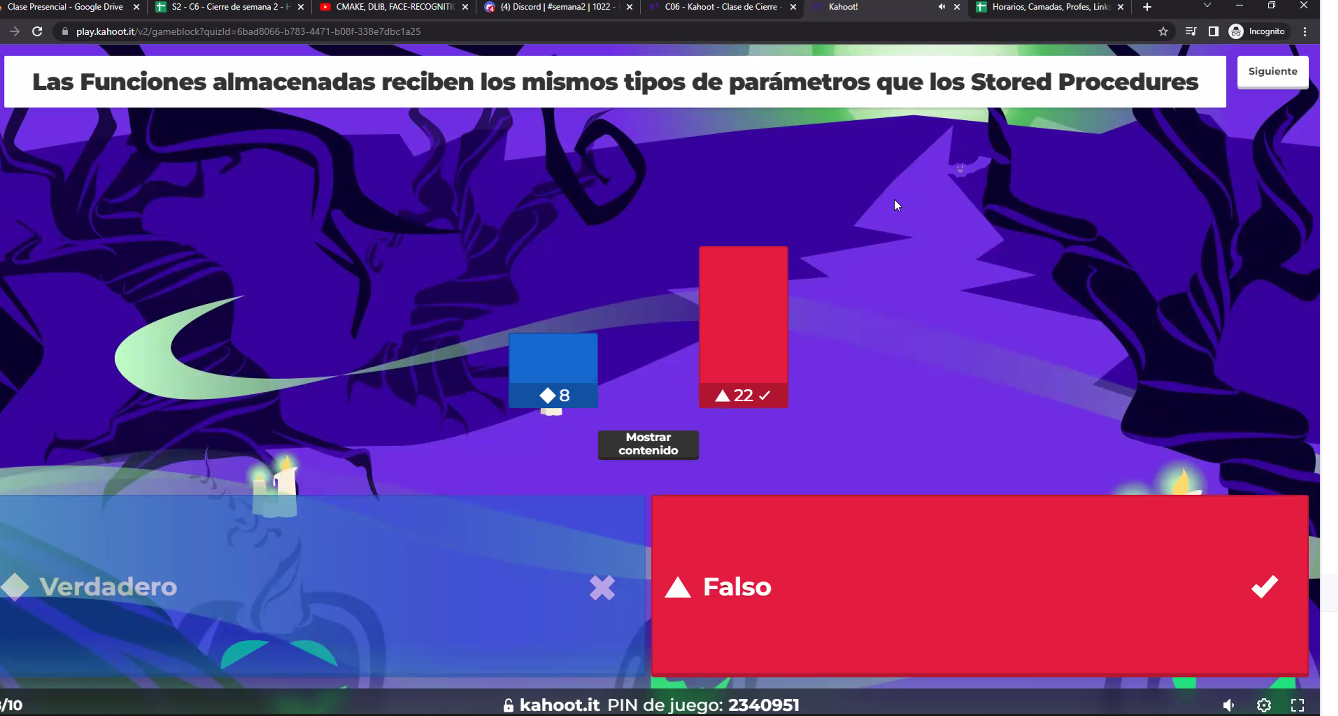 Clase Presencial - Google Drive
S2 - C6 - Cierre de semana 2 - H
CMAKE, DLIB, FACE-RECOGNITIC
(4) Discord | #semana2 | 1022 -
C06 - Kahoot - Clase de Cierre -
Kahoot!
Horarios, Camadas, Profes, Link
play.kahoot.it/v2/gameblock?quizId=6bad8066-b783-4471-b08f-338e7dbc1a25
Incognito
Las Funciones almacenadas reciben los mismos tipos de parámetros que los Stored Procedures
Siguiente
8
22
Mostrar
contenido
Verdadero
Falso
/10
kahoot.it PIN de juego: 2340951